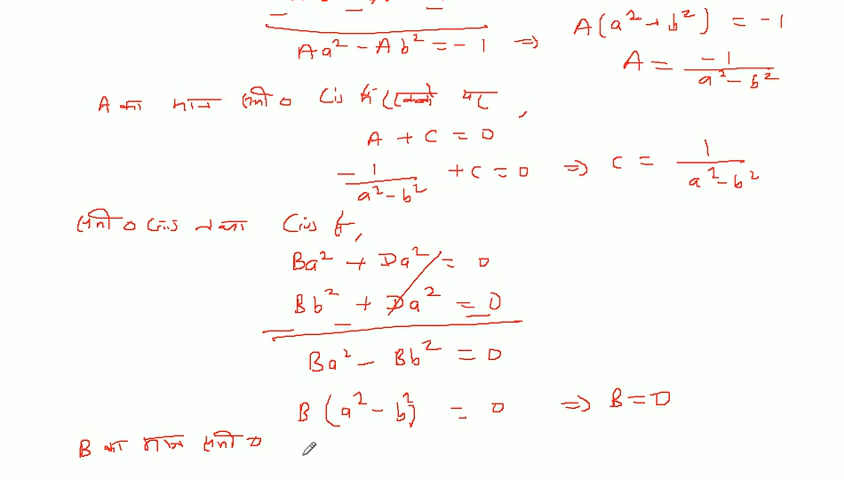 Aa² - Ab² = -1 ⇒ A(a² - b²) = -1
A = -1/(a² - b²)
A का मान समी० (i) में रखने पर,
A + C = 0
-1/(a² - b²) + C = 0 ⇒ C = 1/(a² - b²)
समी० (ii) तथा (iv) से,
Ba² + Da² = 0
Bb² + Da² = 0
Ba² - Bb² = 0
B(a² - b²) = 0 ⇒ B = 0
B का मान समी०